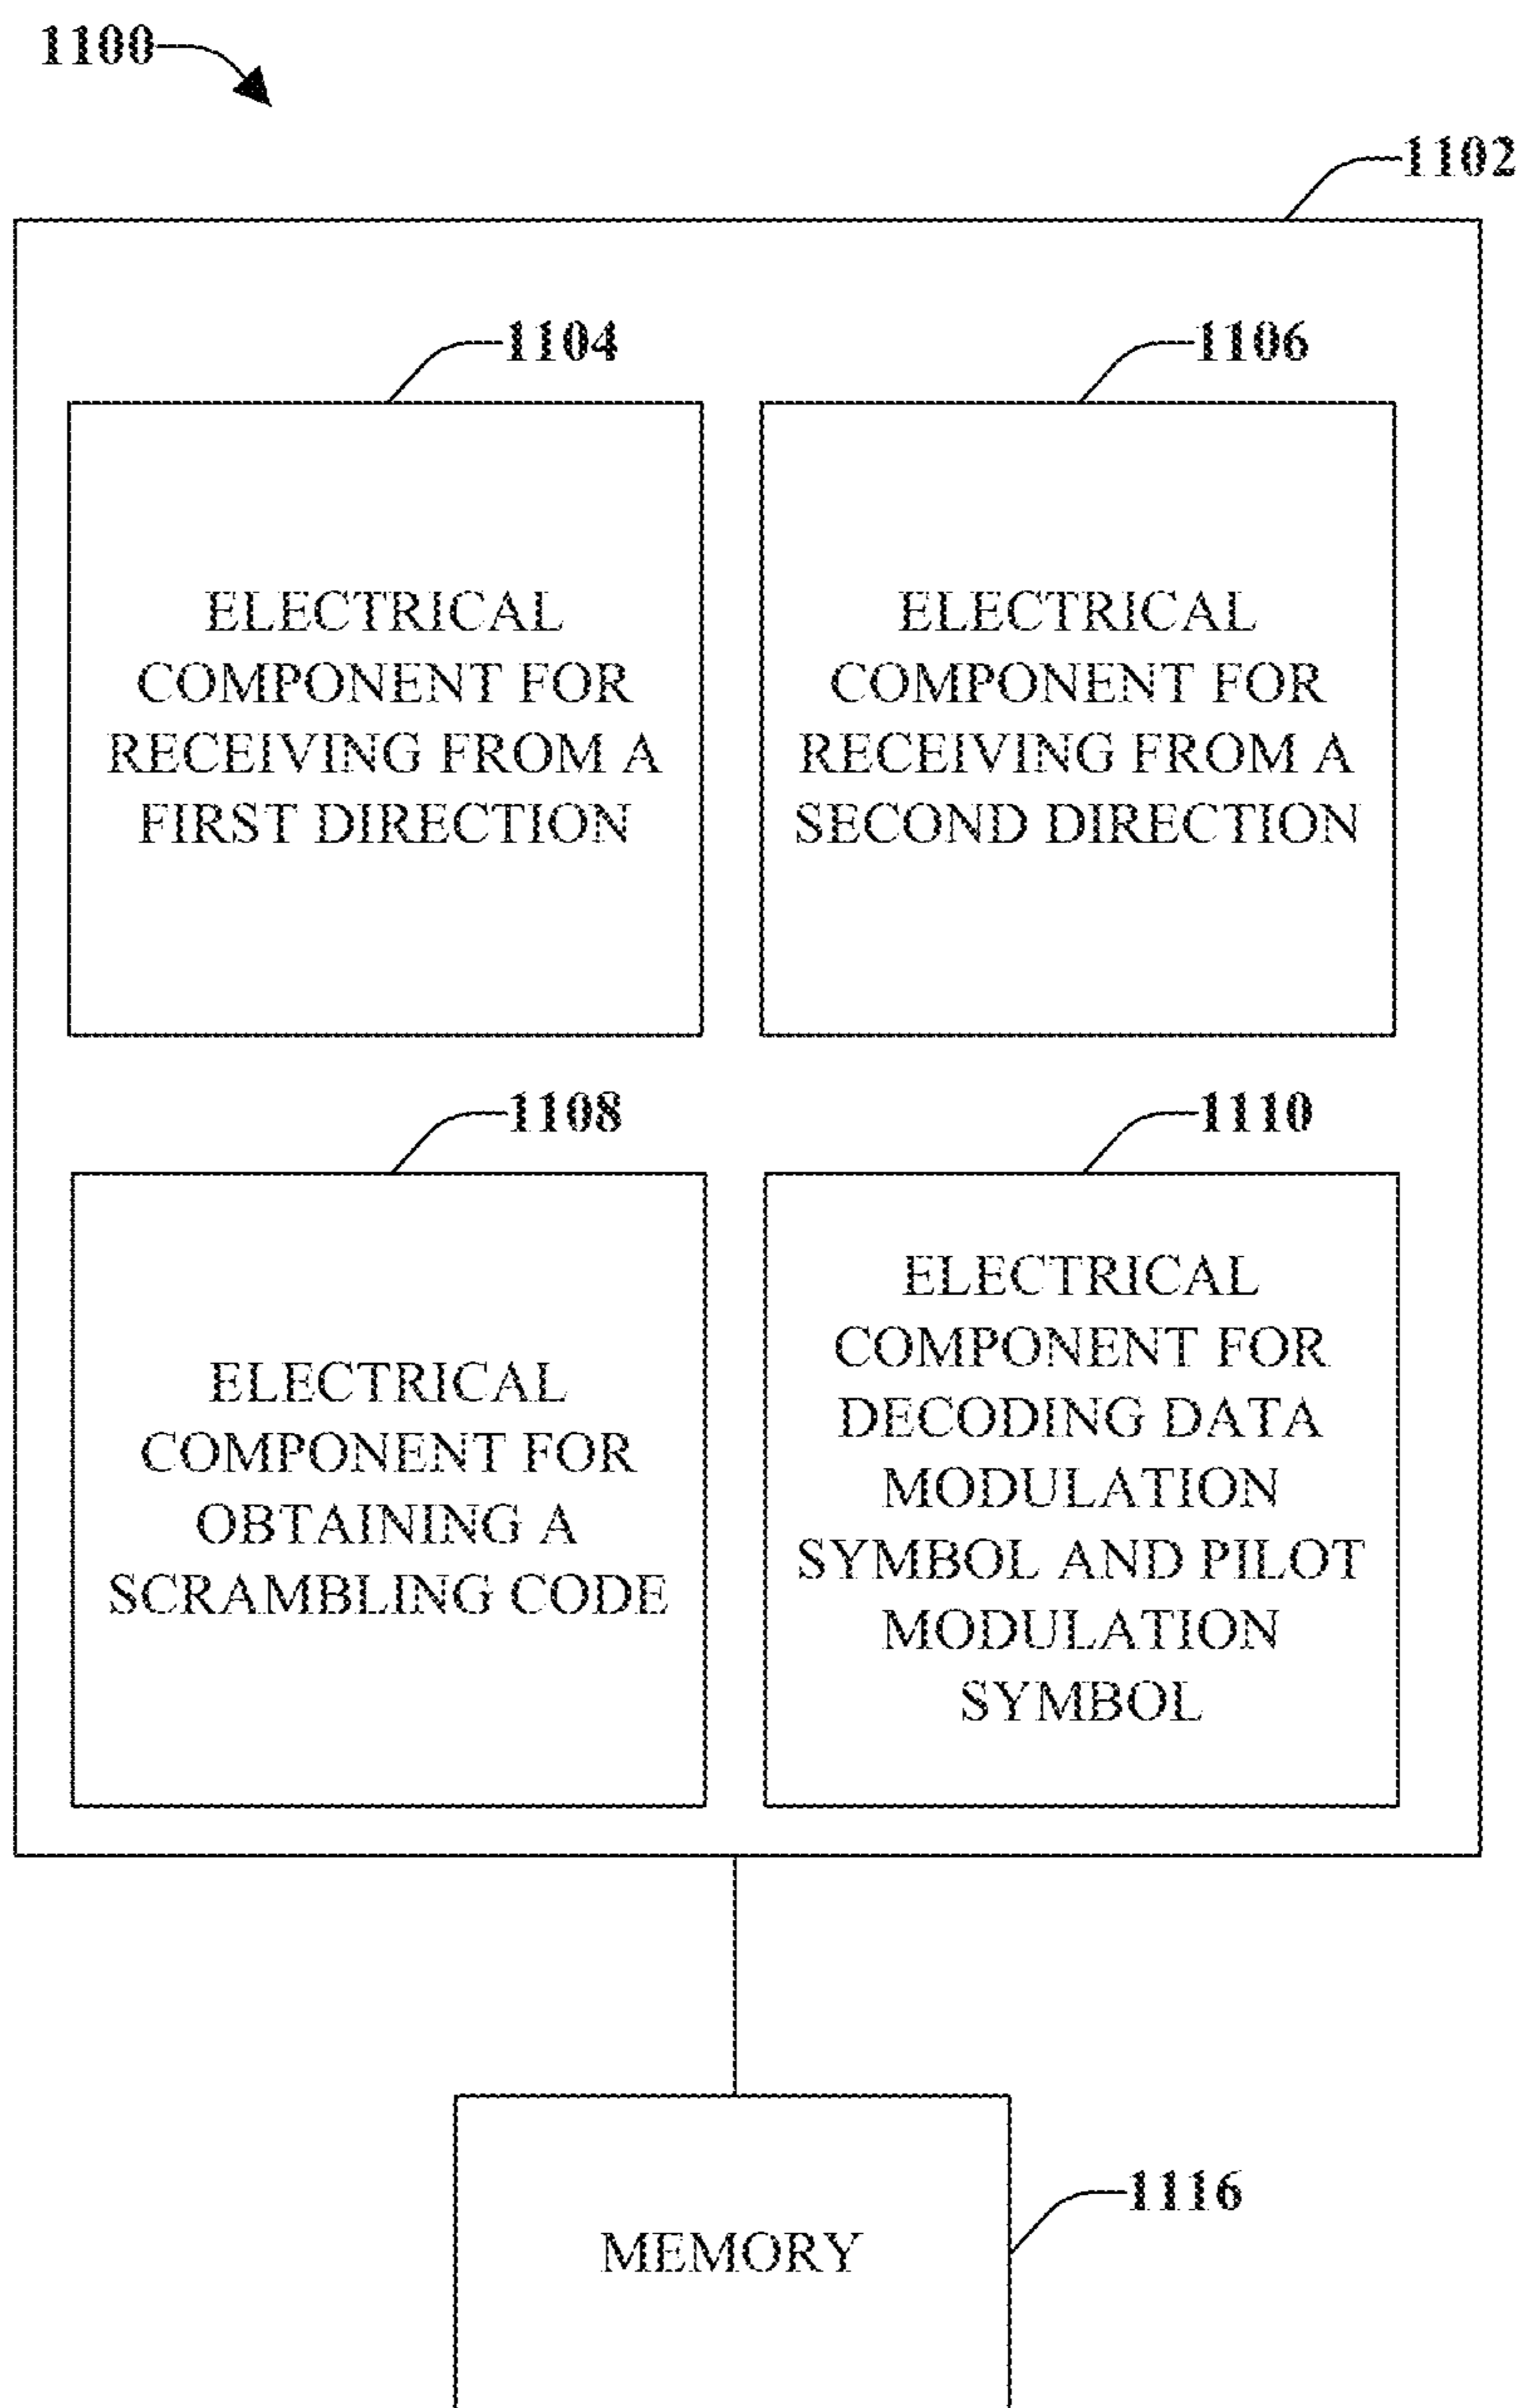 1100
1102
1104
1106
ELECTRICAL
COMPONENT FOR
RECEIVING FROM A
FIRST DIRECTION
ELECTRICAL
COMPONENT FOR
RECEIVING FROM A
SECOND DIRECTION
1108
1110
ELECTRICAL
COMPONENT FOR
OBTAINING A
SCRAMBLING CODE
ELECTRICAL
COMPONENT FOR
DECODING DATA
MODULATION
SYMBOL AND PILOT
MODULATION
SYMBOL
1116
MEMORY